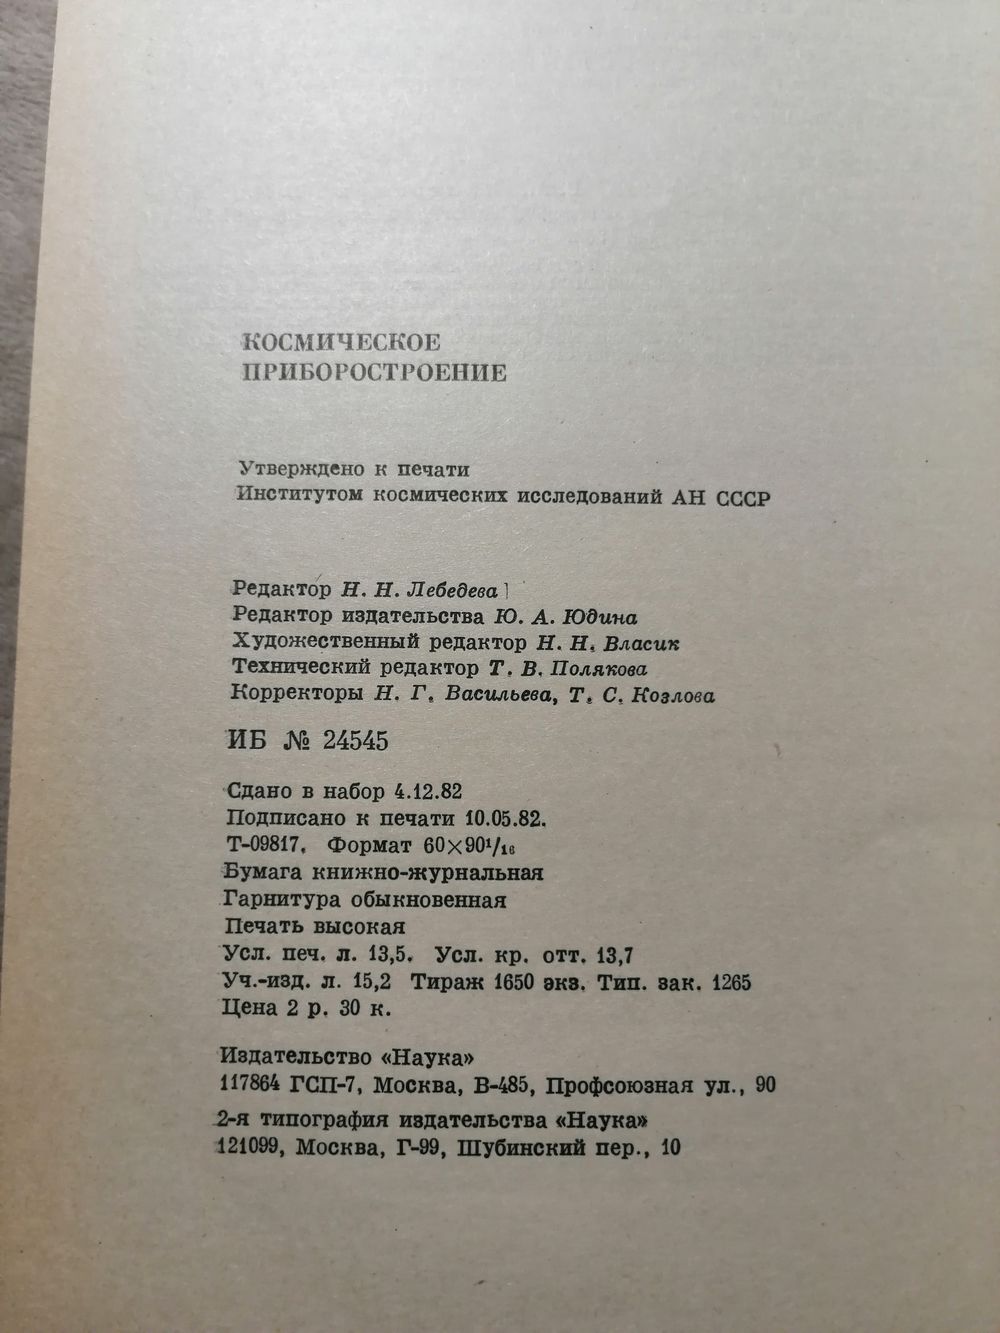 КОСМИЧЕСКОЕ
ПРИБОРОСТРОЕНИЕ
Утверждено к печати
Институтом космических исследований АН СССР
Редактор Н. Н. Лебедева
Редактор издательства Ю. А. Юдина
Художественный редактор Н. Н. Власик
Технический редактор Т. В. Полякова
Корректоры Н. Г. Васильева, Т. С. Козлова
ИБ № 24545
Сдано в набор 4.12.82
Подписано к печати 10.05.82.
Т-09817. Формат 60×90¹/₁₆
Бумага книжно-журнальная
Гарнитура обыкновенная
Печать высокая
Усл. печ. л. 13,5. Усл. кр. отт. 13,7
Уч.-изд. л. 15,2 Тираж 1650 экз. Тип. зак. 1265
Цена 2 р. 30 к.
Издательство «Наука»
117864 ГСП-7, Москва, В-485, Профсоюзная ул., 90
2-я типография издательства «Наука»
121099, Москва, Г-99, Шубинский пер., 10